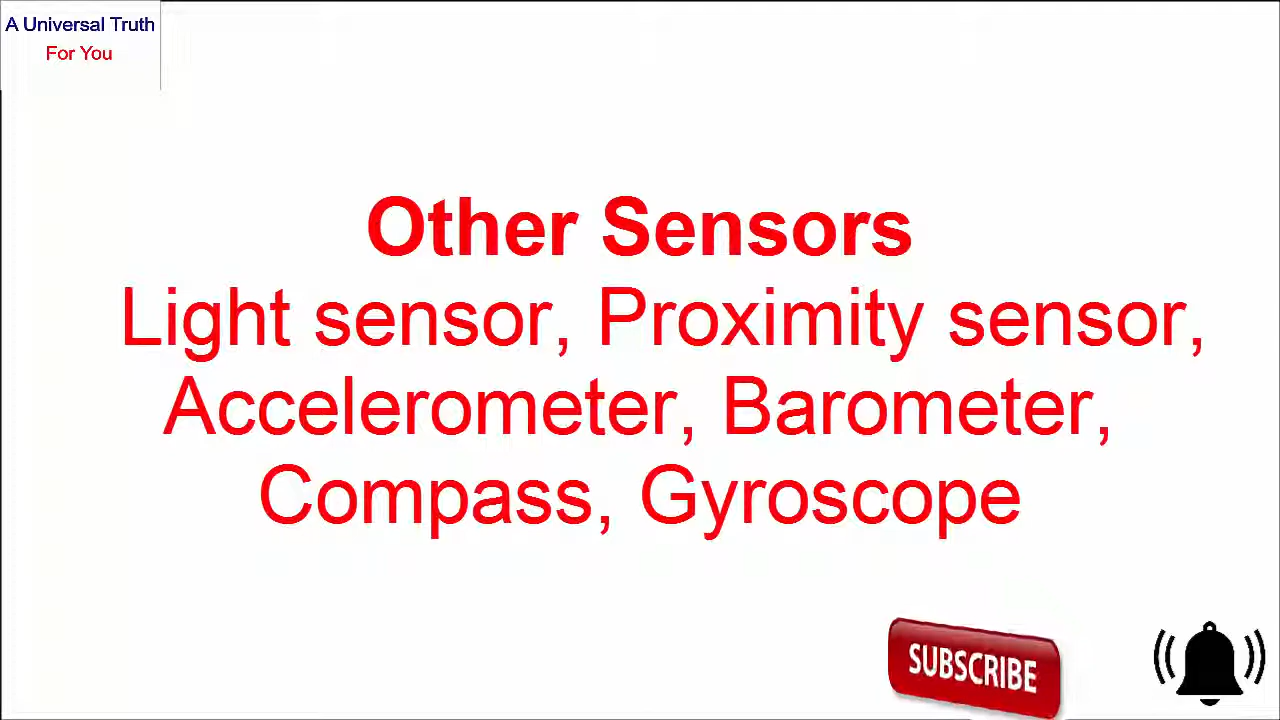 A Universal Truth
For You
Other Sensors
Light sensor, Proximity sensor,
Accelerometer, Barometer,
Compass, Gyroscope
SUBSCRIBE